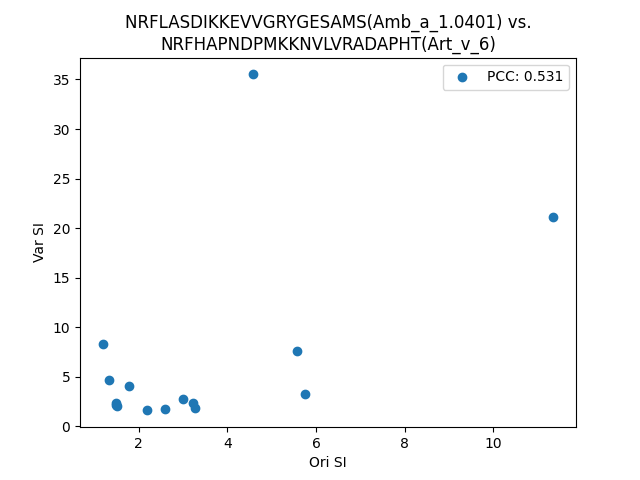 NRFLASDIKKEVVGRYGESAMS(Amb_a_1.0401) vs.
NRFHAPNDPMKKNVLVRADAPHT(Art_v_6)
PCC: 0.531
35
30
25
20
15
10
5
0
Var SI
2 4 6 8 10
Ori SI